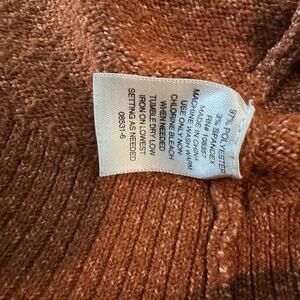 97% POLYESTER
3% SPANDEX
RN# 108357
MADE IN CHINA
MACHINE WASH WARM
USE ONLY NON-
CHLORINE BLEACH
WHEN NEEDED
TUMBLE DRY LOW
IRON ON LOWEST
SETTING AS NEEDED
08531-6